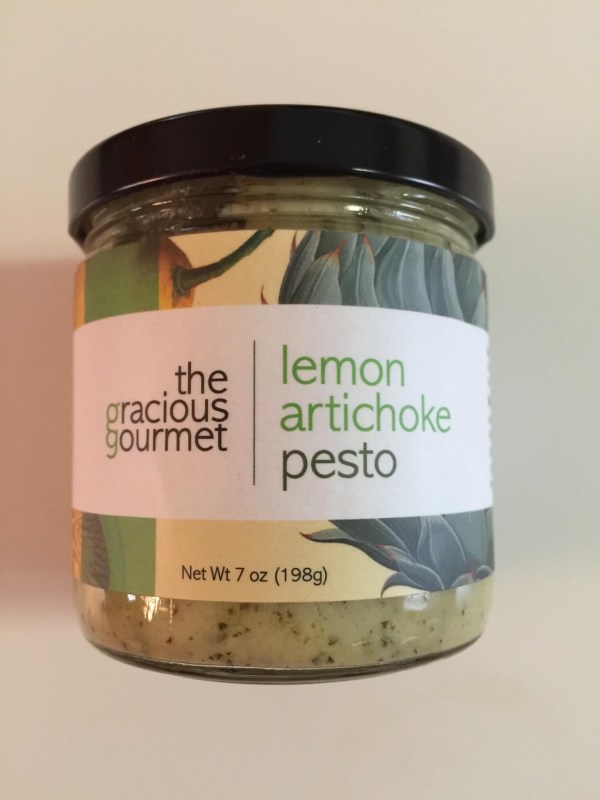 the
gracious
gourmet
lemon
artichoke
pesto
Net Wt 7 oz (198g)